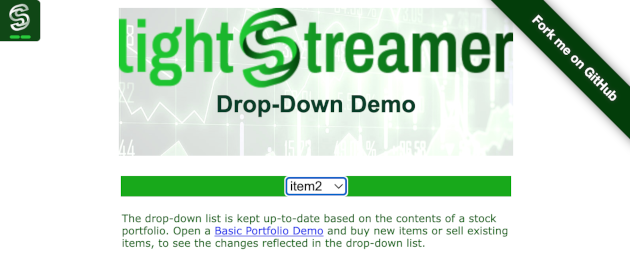 lightStreamer
Fork me on GitHub
Drop-Down Demo
item2
The drop-down list is kept up-to-date based on the contents of a stock
portfolio. Open a Basic Portfolio Demo and buy new items or sell existing
items, to see the changes reflected in the drop-down list.